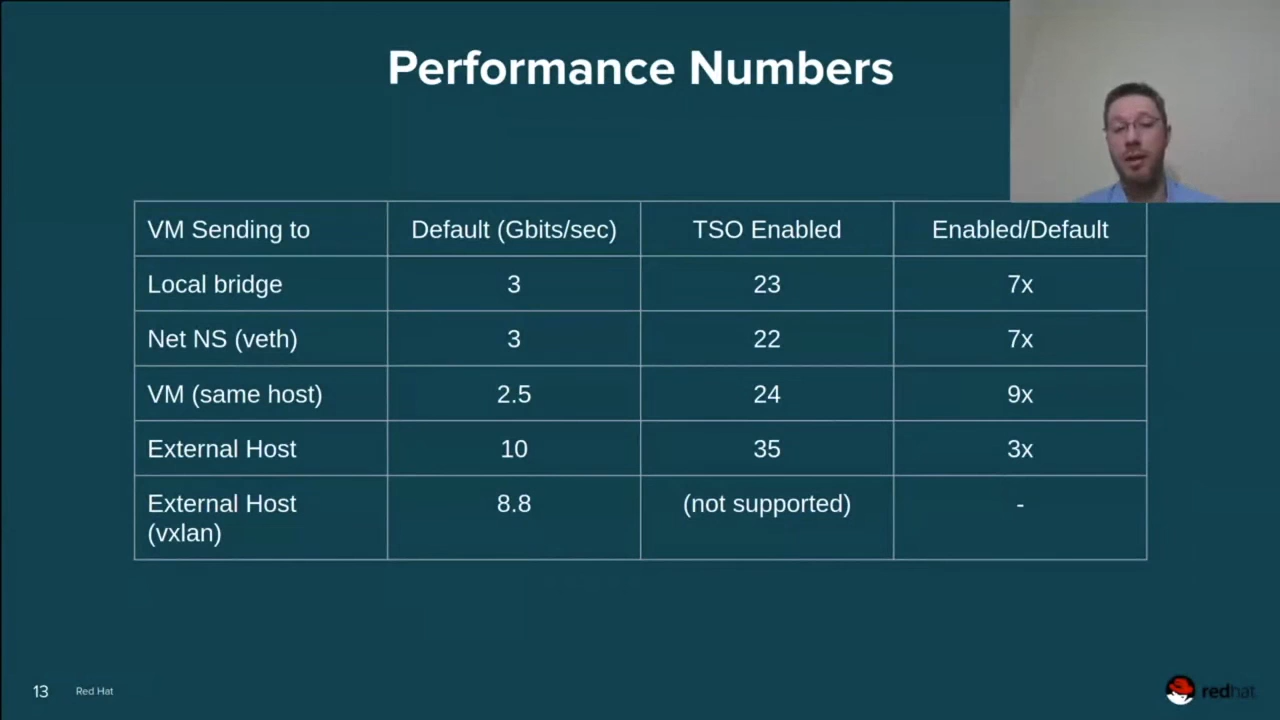 Performance Numbers
VM Sending to Default (Gbits/sec) TSO Enabled Enabled/Default
Local bridge 3 23 7x
Net NS (veth) 3 22 7x
VM (same host) 2.5 24 9x
External Host 10 35 3x
External Host 8.8 (not supported) -
(vxlan)
13 Red Hat redhat